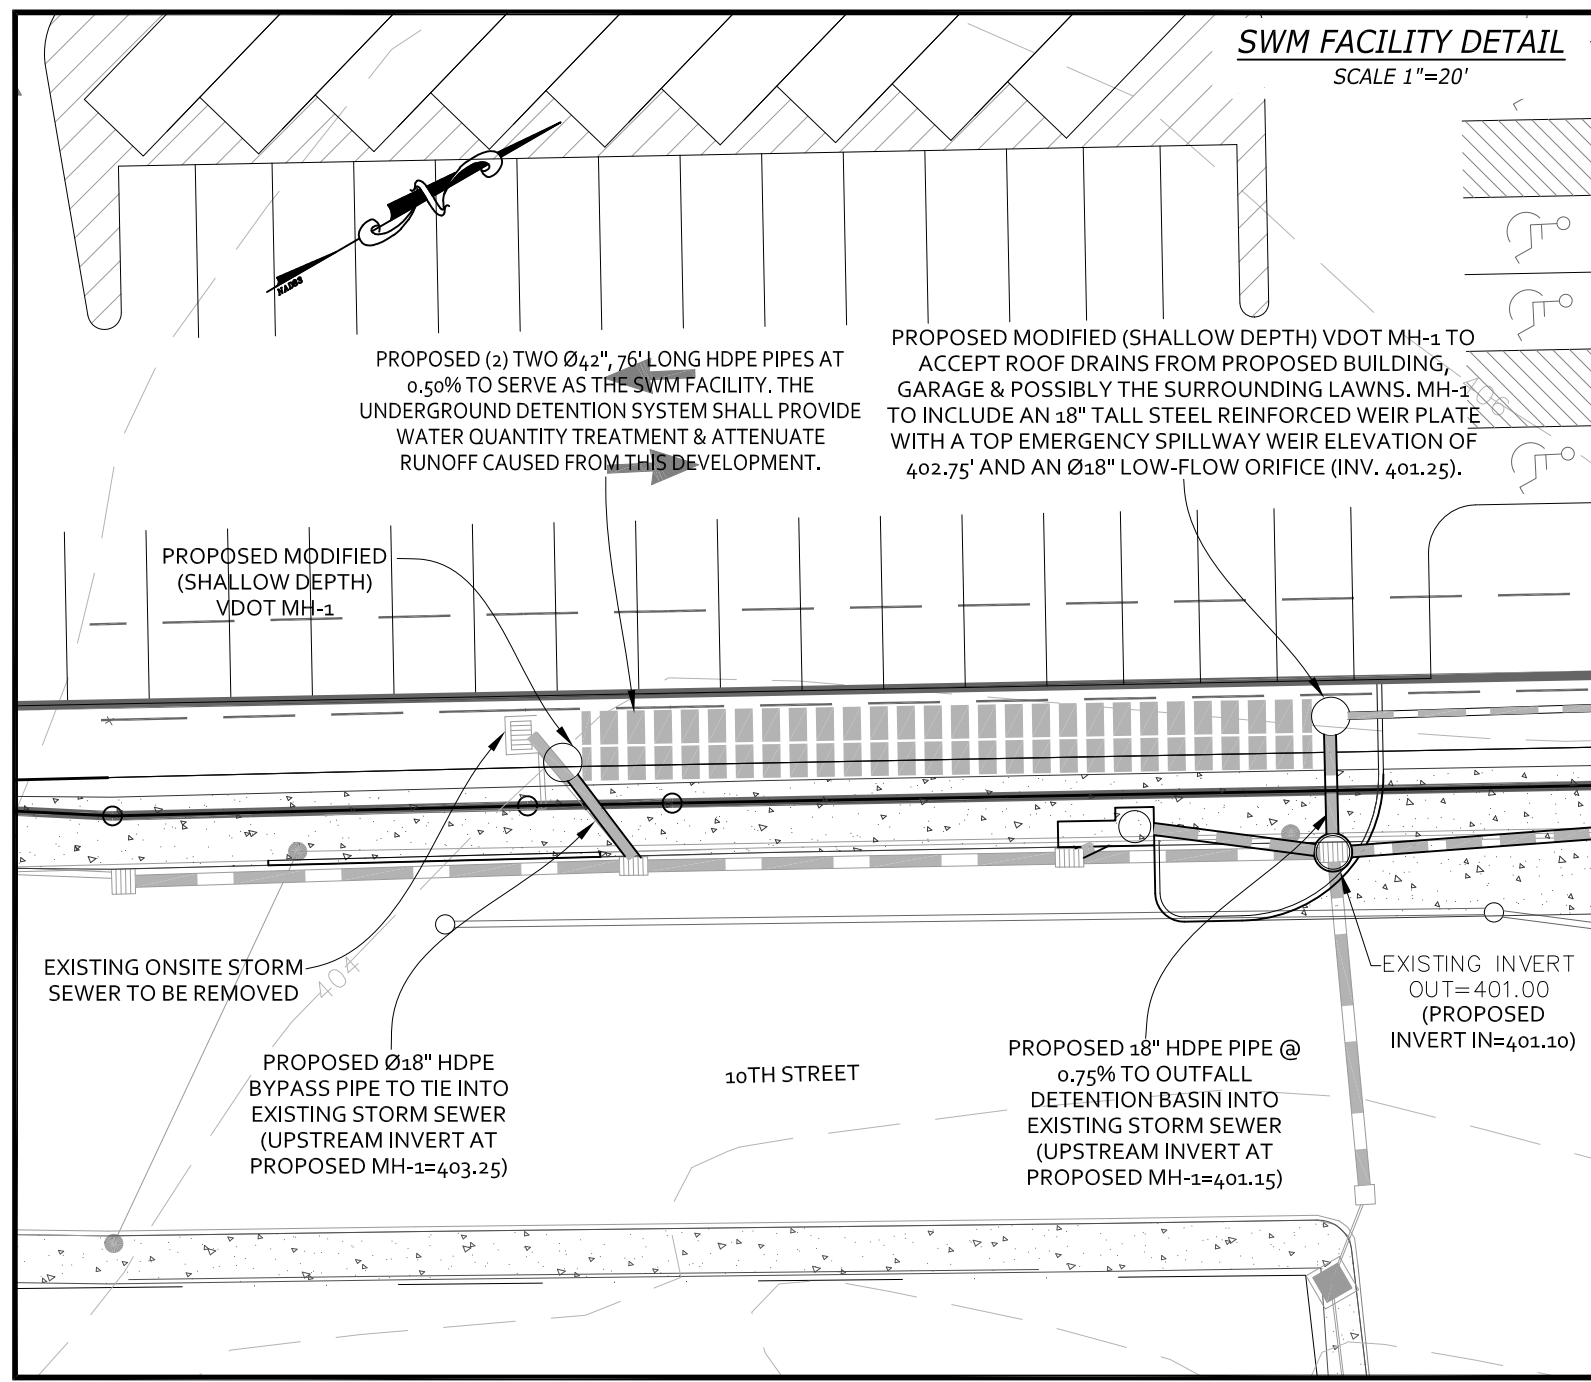 SWM FACILITY DETAIL
SCALE 1"=20'
NAD83
PROPOSED (2) TWO Ø42", 76' LONG HDPE PIPES AT
0.50% TO SERVE AS THE SWM FACILITY. THE
UNDERGROUND DETENTION SYSTEM SHALL PROVIDE
WATER QUANTITY TREATMENT & ATTENUATE
RUNOFF CAUSED FROM THIS DEVELOPMENT.
PROPOSED MODIFIED (SHALLOW DEPTH) VDOT MH-1 TO
ACCEPT ROOF DRAINS FROM PROPOSED BUILDING,
GARAGE & POSSIBLY THE SURROUNDING LAWNS. MH-1
TO INCLUDE AN 18" TALL STEEL REINFORCED WEIR PLATE
WITH A TOP EMERGENCY SPILLWAY WEIR ELEVATION OF
402.75' AND AN Ø18" LOW-FLOW ORIFICE (INV. 401.25).
406
PROPOSED MODIFIED
(SHALLOW DEPTH)
VDOT MH-1
EXISTING ONSITE STORM
SEWER TO BE REMOVED
404
EXISTING INVERT
OUT=401.00
(PROPOSED
INVERT IN=401.10)
PROPOSED Ø18" HDPE
BYPASS PIPE TO TIE INTO
EXISTING STORM SEWER
(UPSTREAM INVERT AT
PROPOSED MH-1=403.25)
10TH STREET
PROPOSED 18" HDPE PIPE @
0.75% TO OUTFALL
DETENTION BASIN INTO
EXISTING STORM SEWER
(UPSTREAM INVERT AT
PROPOSED MH-1=401.15)